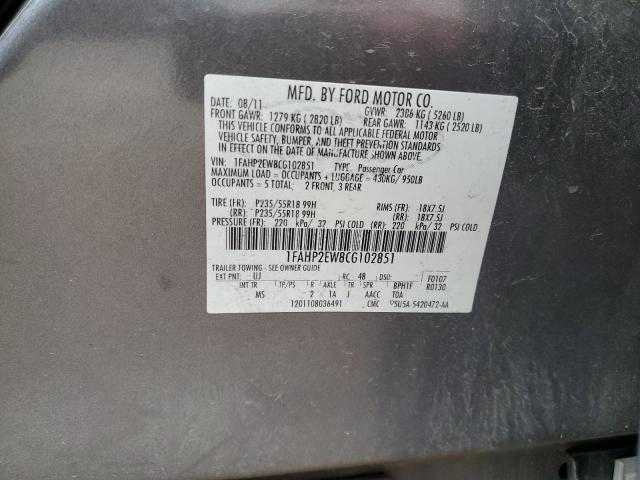 MFD. BY FORD MOTOR CO.
DATE: 08/11 GVWR: 2386 KG ( 5260 LB)
FRONT GAWR: 1279 KG ( 2820 LB) REAR GAWR: 1143 KG ( 2520 LB)
THIS VEHICLE CONFORMS TO ALL APPLICABLE FEDERAL MOTOR
VEHICLE SAFETY, BUMPER, AND THEFT PREVENTION STANDARDS
IN EFFECT ON THE DATE OF MANUFACTURE SHOWN ABOVE.
VIN: 1FAHP2EW8CG102851 TYPE: Passenger Car
MAXIMUM LOAD = OCCUPANTS + LUGGAGE = 430KG/ 950LB
OCCUPANTS = 5 TOTAL: 2 FRONT, 3 REAR
TIRE (FR): P235/55R18 99H RIMS (FR): 18X7.5J
(RR): P235/55R18 99H (RR): 18X7.5J
PRESSURE (FR) 220 kPa/ 32 PSI COLD (RR) 220 kPa/ 32 PSI COLD
1FAHP2EW8CG102851
TRAILER TOWING - SEE OWNER GUIDE
EXT PNT: UJ RC: 48 DSO: F0107
INT TR TP/PS R AXLE TR SPR BPH1F R0130
MS 2 1A J AACC TOA
1201108036491 CMC 5U5A-5420472-AA